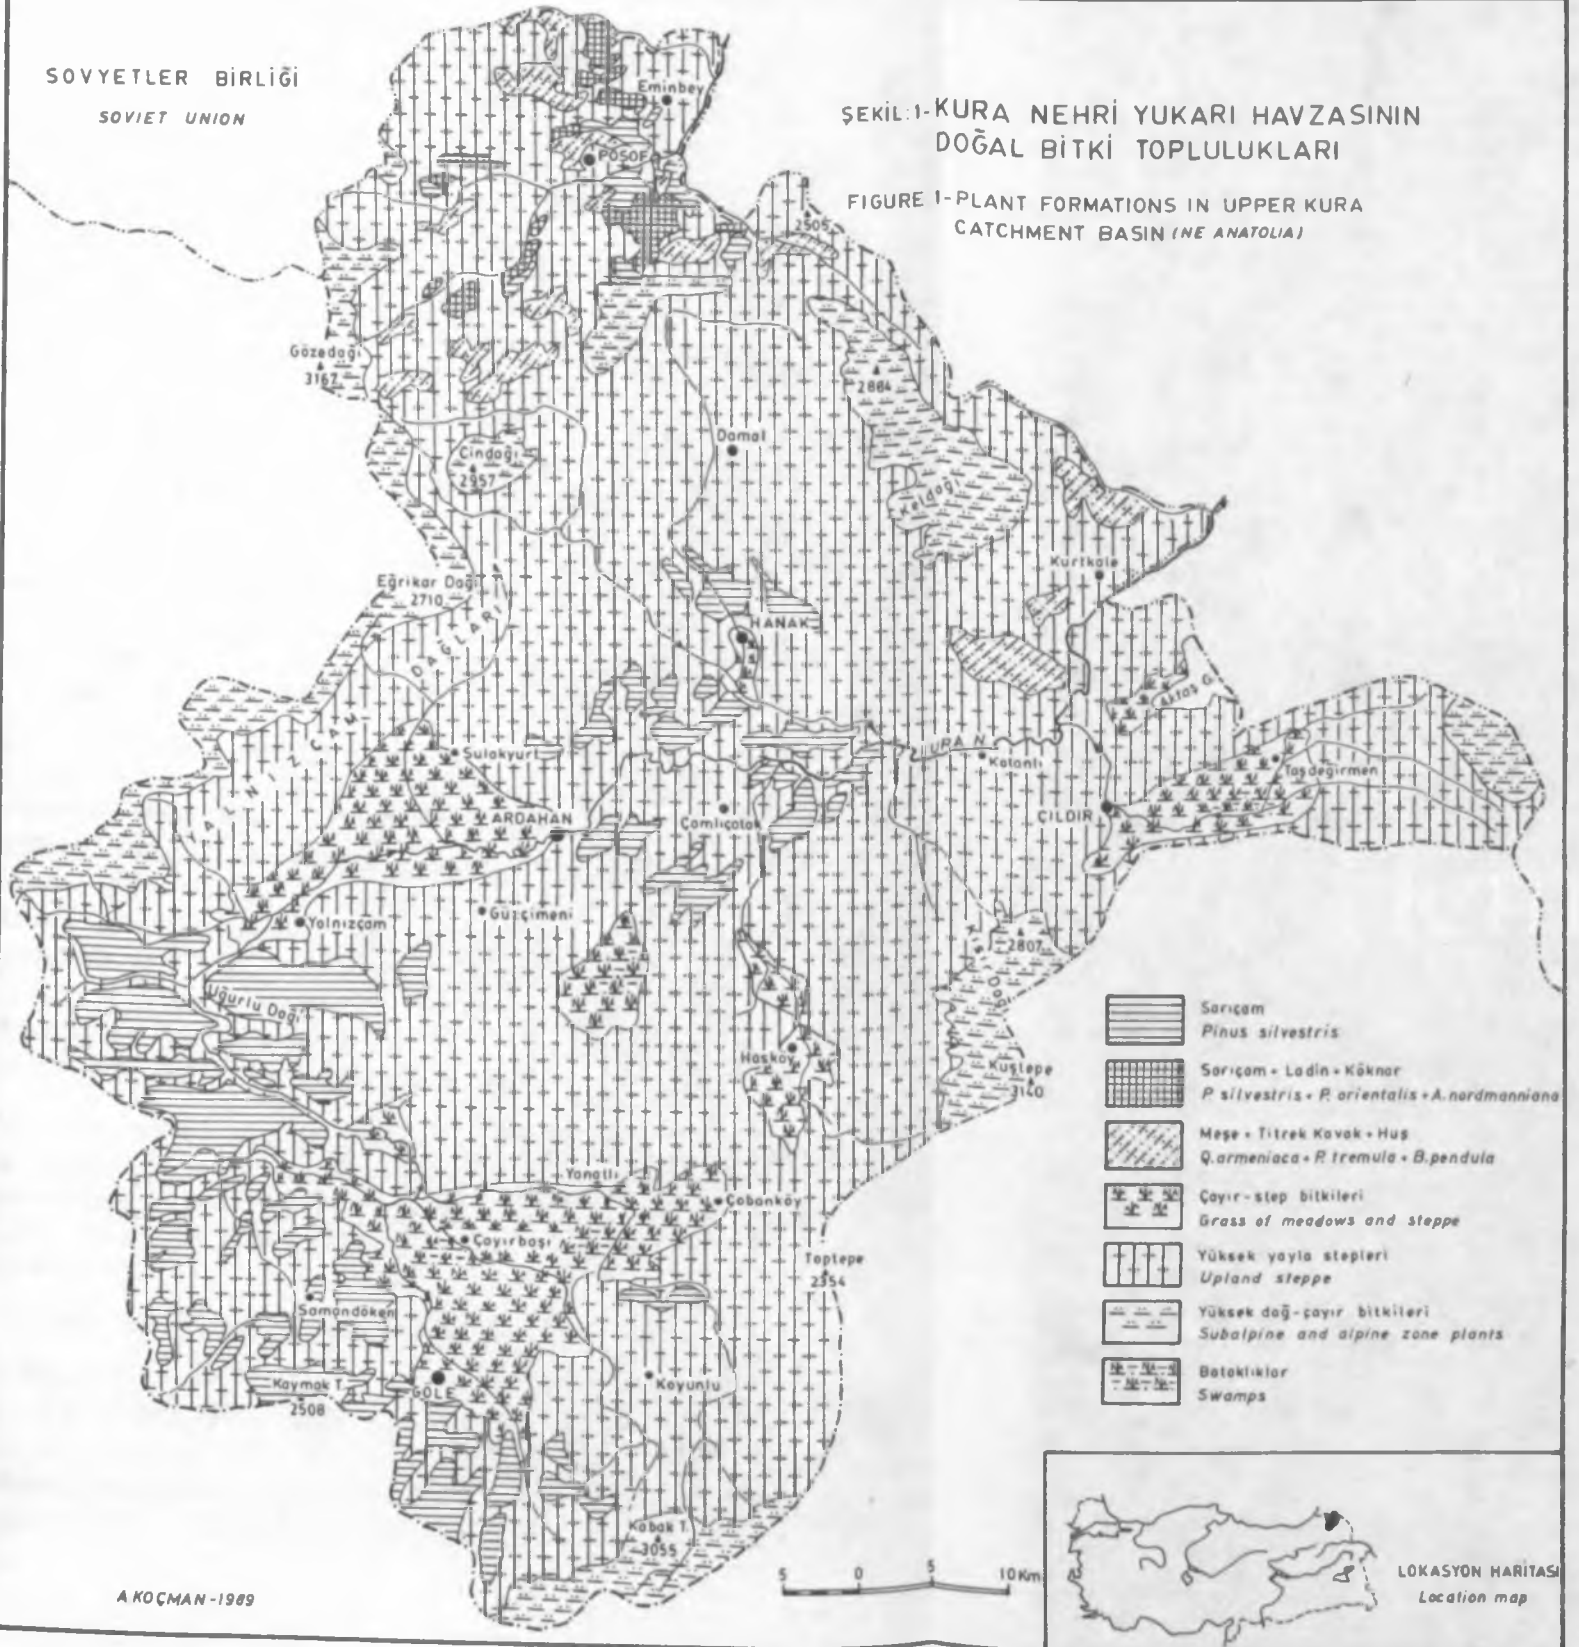 SOVYETLER BİRLİĞİ
SOVIET UNION
ŞEKİL:1-KURA NEHRİ YUKARI HAVZASININ
DOĞAL BİTKİ TOPLULUKLARI
FIGURE 1-PLANT FORMATIONS IN UPPER KURA
CATCHMENT BASIN (NE ANATOLIA)
Eminbey
POSOF
2505
Gözedağı
3167
2884
Damal
Cindağı
2957
Keldağı
Kurtkale
Eğrikar Dağı
2710
HANAK
YALNIZÇAM DAĞLARI
Aktaş G.
Sulakyurt
KURA N.
Kotanlı
Taşdeğirmen
ARDAHAN
Çamlıçatak
ÇILDIR
Yalnızçam
Güzçimeni
2807
Uğurlu Dağı
Hasköy
Kuştepe
3140
Yanatlı
Çobanköy
Çayırbaşı
Toptepe
2354
Samandöken
Kaymak T.
2508
GÖLE
Koyunlu
Kabak T.
3055
Sarıçam
Pinus silvestris
Sarıçam + Ladin + Köknar
P. silvestris + P. orientalis + A. nordmanniana
Meşe + Titrek Kavak + Huş
Q. armeniaca + P. tremula + B. pendula
Çayır-step bitkileri
Grass of meadows and steppe
Yüksek yayla stepleri
Upland steppe
Yüksek dağ-çayır bitkileri
Subalpine and alpine zone plants
Bataklıklar
Swamps
5 0 5 10 Km
LOKASYON HARİTASI
Location map
A KOÇMAN-1989